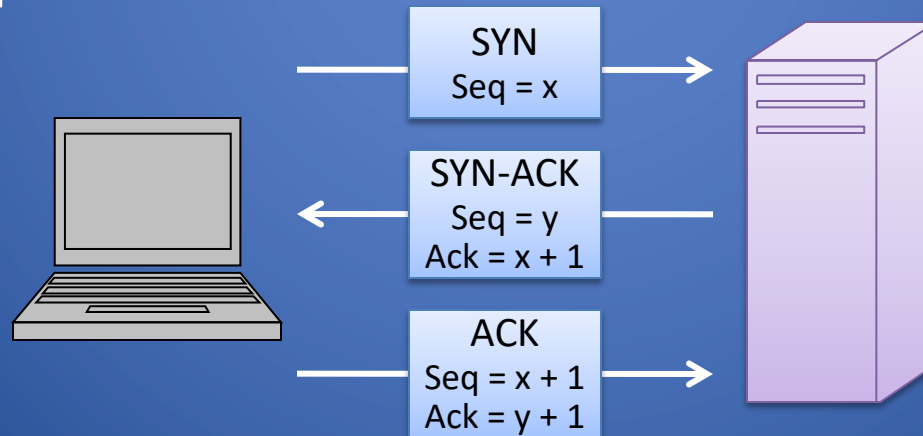 SYN
Seq = x
SYN-ACK
Seq = y
Ack = x + 1
ACK
Seq = x + 1
Ack = y + 1